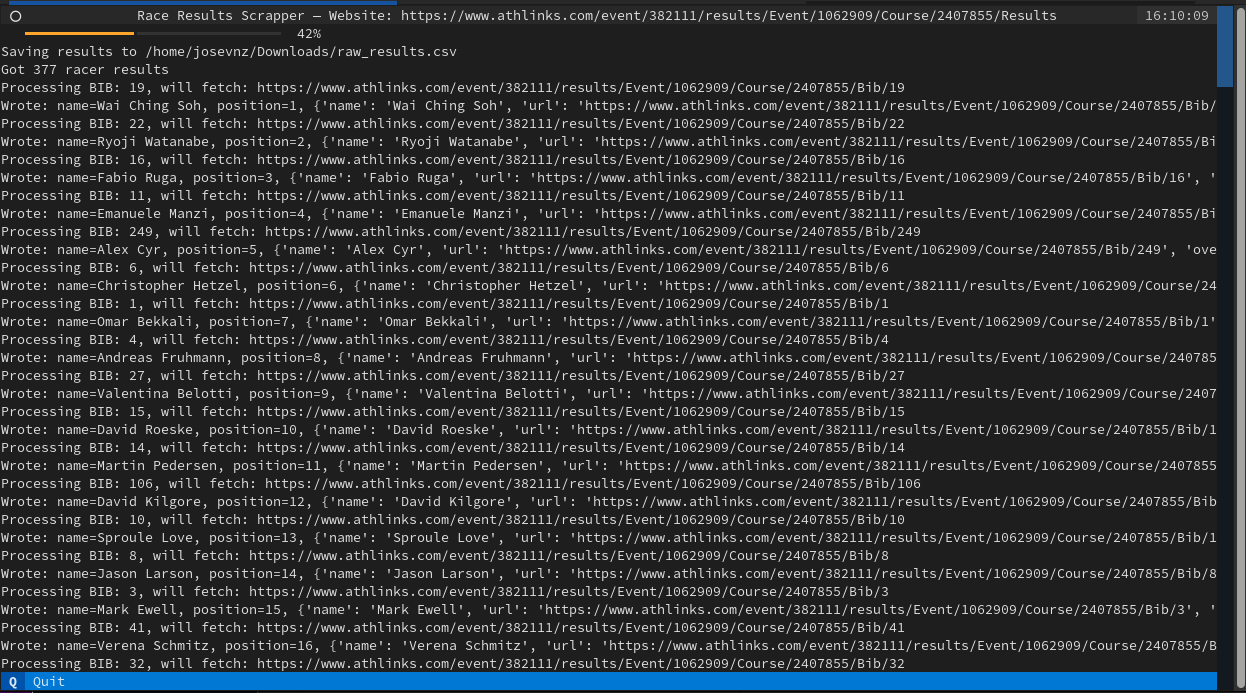 Race Results Scrapper — Website: https://www.athlinks.com/event/382111/results/Event/1062909/Course/2407855/Results 16:10:09
42%
Saving results to /home/josevnz/Downloads/raw_results.csv
Got 377 racer results
Processing BIB: 19, will fetch: https://www.athlinks.com/event/382111/results/Event/1062909/Course/2407855/Bib/19
Wrote: name=Wai Ching Soh, position=1, {'name': 'Wai Ching Soh', 'url': 'https://www.athlinks.com/event/382111/results/Event/1062909/Course/2407855/Bib/
Processing BIB: 22, will fetch: https://www.athlinks.com/event/382111/results/Event/1062909/Course/2407855/Bib/22
Wrote: name=Ryoji Watanabe, position=2, {'name': 'Ryoji Watanabe', 'url': 'https://www.athlinks.com/event/382111/results/Event/1062909/Course/2407855/Bi
Processing BIB: 16, will fetch: https://www.athlinks.com/event/382111/results/Event/1062909/Course/2407855/Bib/16
Wrote: name=Fabio Ruga, position=3, {'name': 'Fabio Ruga', 'url': 'https://www.athlinks.com/event/382111/results/Event/1062909/Course/2407855/Bib/16', '
Processing BIB: 11, will fetch: https://www.athlinks.com/event/382111/results/Event/1062909/Course/2407855/Bib/11
Wrote: name=Emanuele Manzi, position=4, {'name': 'Emanuele Manzi', 'url': 'https://www.athlinks.com/event/382111/results/Event/1062909/Course/2407855/Bi
Processing BIB: 249, will fetch: https://www.athlinks.com/event/382111/results/Event/1062909/Course/2407855/Bib/249
Wrote: name=Alex Cyr, position=5, {'name': 'Alex Cyr', 'url': 'https://www.athlinks.com/event/382111/results/Event/1062909/Course/2407855/Bib/249', 'ove
Processing BIB: 6, will fetch: https://www.athlinks.com/event/382111/results/Event/1062909/Course/2407855/Bib/6
Wrote: name=Christopher Hetzel, position=6, {'name': 'Christopher Hetzel', 'url': 'https://www.athlinks.com/event/382111/results/Event/1062909/Course/24
Processing BIB: 1, will fetch: https://www.athlinks.com/event/382111/results/Event/1062909/Course/2407855/Bib/1
Wrote: name=Omar Bekkali, position=7, {'name': 'Omar Bekkali', 'url': 'https://www.athlinks.com/event/382111/results/Event/1062909/Course/2407855/Bib/1'
Processing BIB: 4, will fetch: https://www.athlinks.com/event/382111/results/Event/1062909/Course/2407855/Bib/4
Wrote: name=Andreas Fruhmann, position=8, {'name': 'Andreas Fruhmann', 'url': 'https://www.athlinks.com/event/382111/results/Event/1062909/Course/240785
Processing BIB: 27, will fetch: https://www.athlinks.com/event/382111/results/Event/1062909/Course/2407855/Bib/27
Wrote: name=Valentina Belotti, position=9, {'name': 'Valentina Belotti', 'url': 'https://www.athlinks.com/event/382111/results/Event/1062909/Course/2407
Processing BIB: 15, will fetch: https://www.athlinks.com/event/382111/results/Event/1062909/Course/2407855/Bib/15
Wrote: name=David Roeske, position=10, {'name': 'David Roeske', 'url': 'https://www.athlinks.com/event/382111/results/Event/1062909/Course/2407855/Bib/1
Processing BIB: 14, will fetch: https://www.athlinks.com/event/382111/results/Event/1062909/Course/2407855/Bib/14
Wrote: name=Martin Pedersen, position=11, {'name': 'Martin Pedersen', 'url': 'https://www.athlinks.com/event/382111/results/Event/1062909/Course/2407855
Processing BIB: 106, will fetch: https://www.athlinks.com/event/382111/results/Event/1062909/Course/2407855/Bib/106
Wrote: name=David Kilgore, position=12, {'name': 'David Kilgore', 'url': 'https://www.athlinks.com/event/382111/results/Event/1062909/Course/2407855/Bib
Processing BIB: 10, will fetch: https://www.athlinks.com/event/382111/results/Event/1062909/Course/2407855/Bib/10
Wrote: name=Sproule Love, position=13, {'name': 'Sproule Love', 'url': 'https://www.athlinks.com/event/382111/results/Event/1062909/Course/2407855/Bib/1
Processing BIB: 8, will fetch: https://www.athlinks.com/event/382111/results/Event/1062909/Course/2407855/Bib/8
Wrote: name=Jason Larson, position=14, {'name': 'Jason Larson', 'url': 'https://www.athlinks.com/event/382111/results/Event/1062909/Course/2407855/Bib/8
Processing BIB: 3, will fetch: https://www.athlinks.com/event/382111/results/Event/1062909/Course/2407855/Bib/3
Wrote: name=Mark Ewell, position=15, {'name': 'Mark Ewell', 'url': 'https://www.athlinks.com/event/382111/results/Event/1062909/Course/2407855/Bib/3', '
Processing BIB: 41, will fetch: https://www.athlinks.com/event/382111/results/Event/1062909/Course/2407855/Bib/41
Wrote: name=Verena Schmitz, position=16, {'name': 'Verena Schmitz', 'url': 'https://www.athlinks.com/event/382111/results/Event/1062909/Course/2407855/B
Processing BIB: 32, will fetch: https://www.athlinks.com/event/382111/results/Event/1062909/Course/2407855/Bib/32
Q Quit